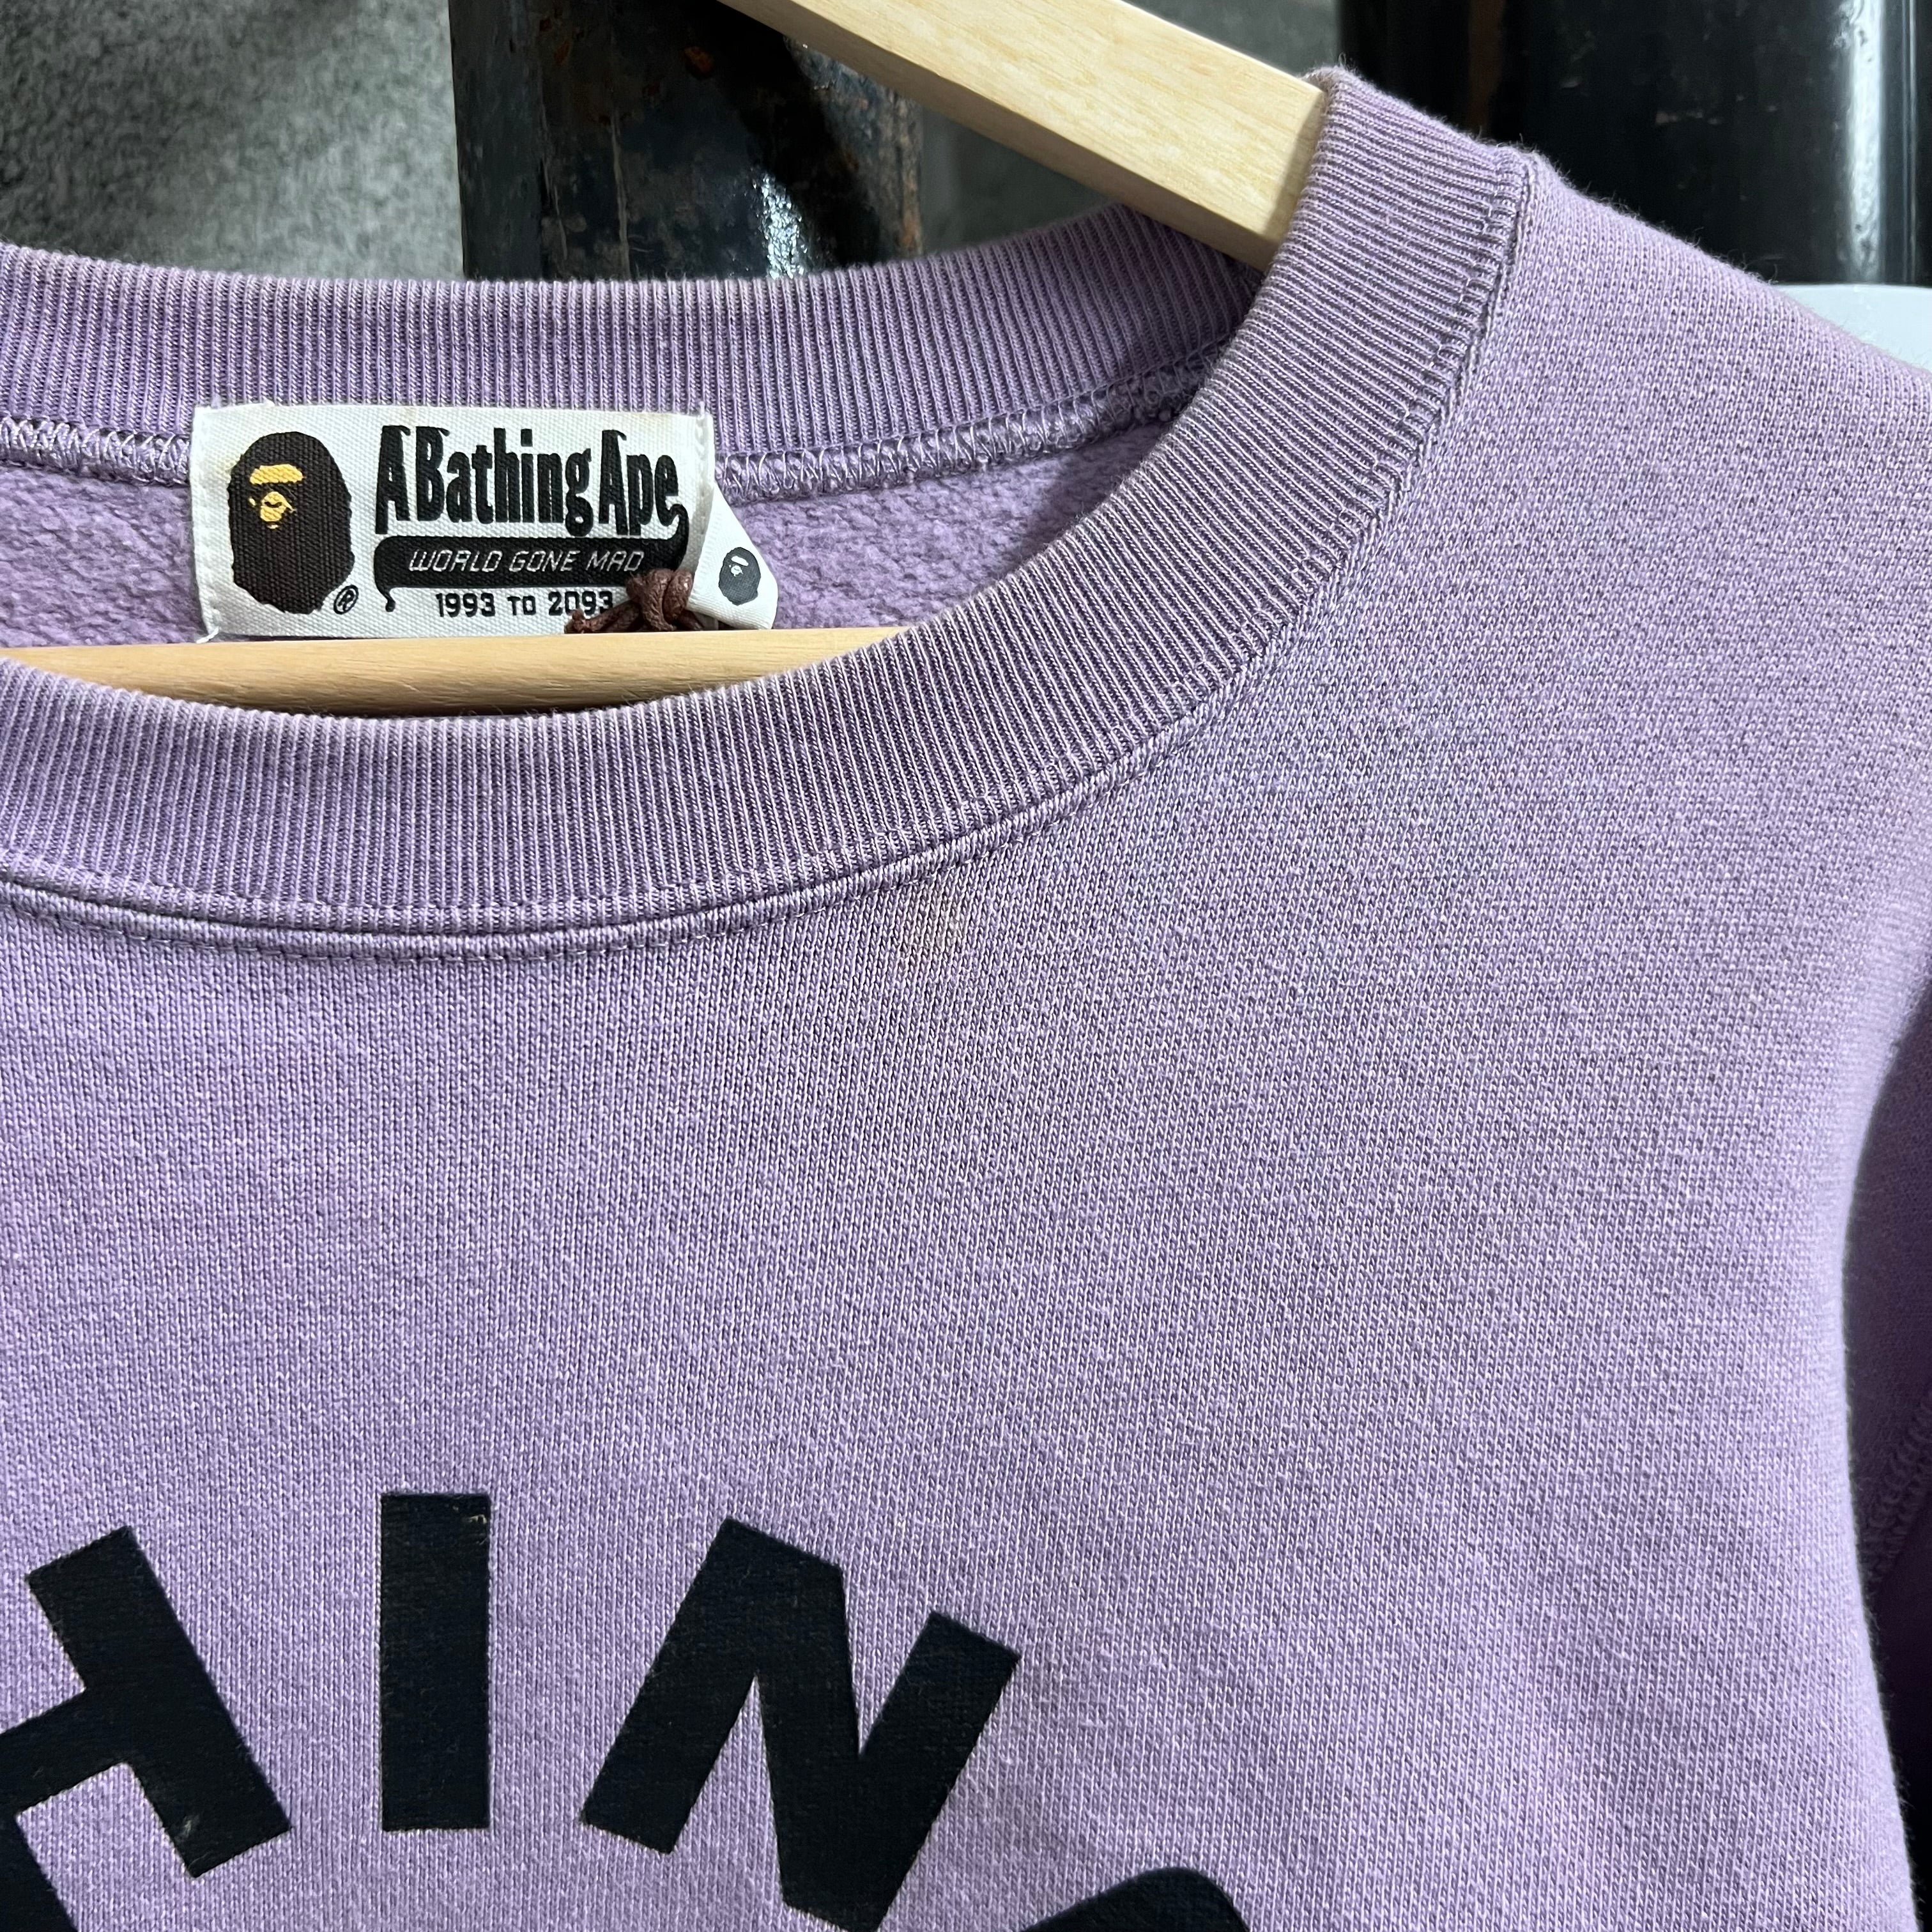 A Bathing Ape
®
WORLD GONE MAD
1993 TO 2093
HIN